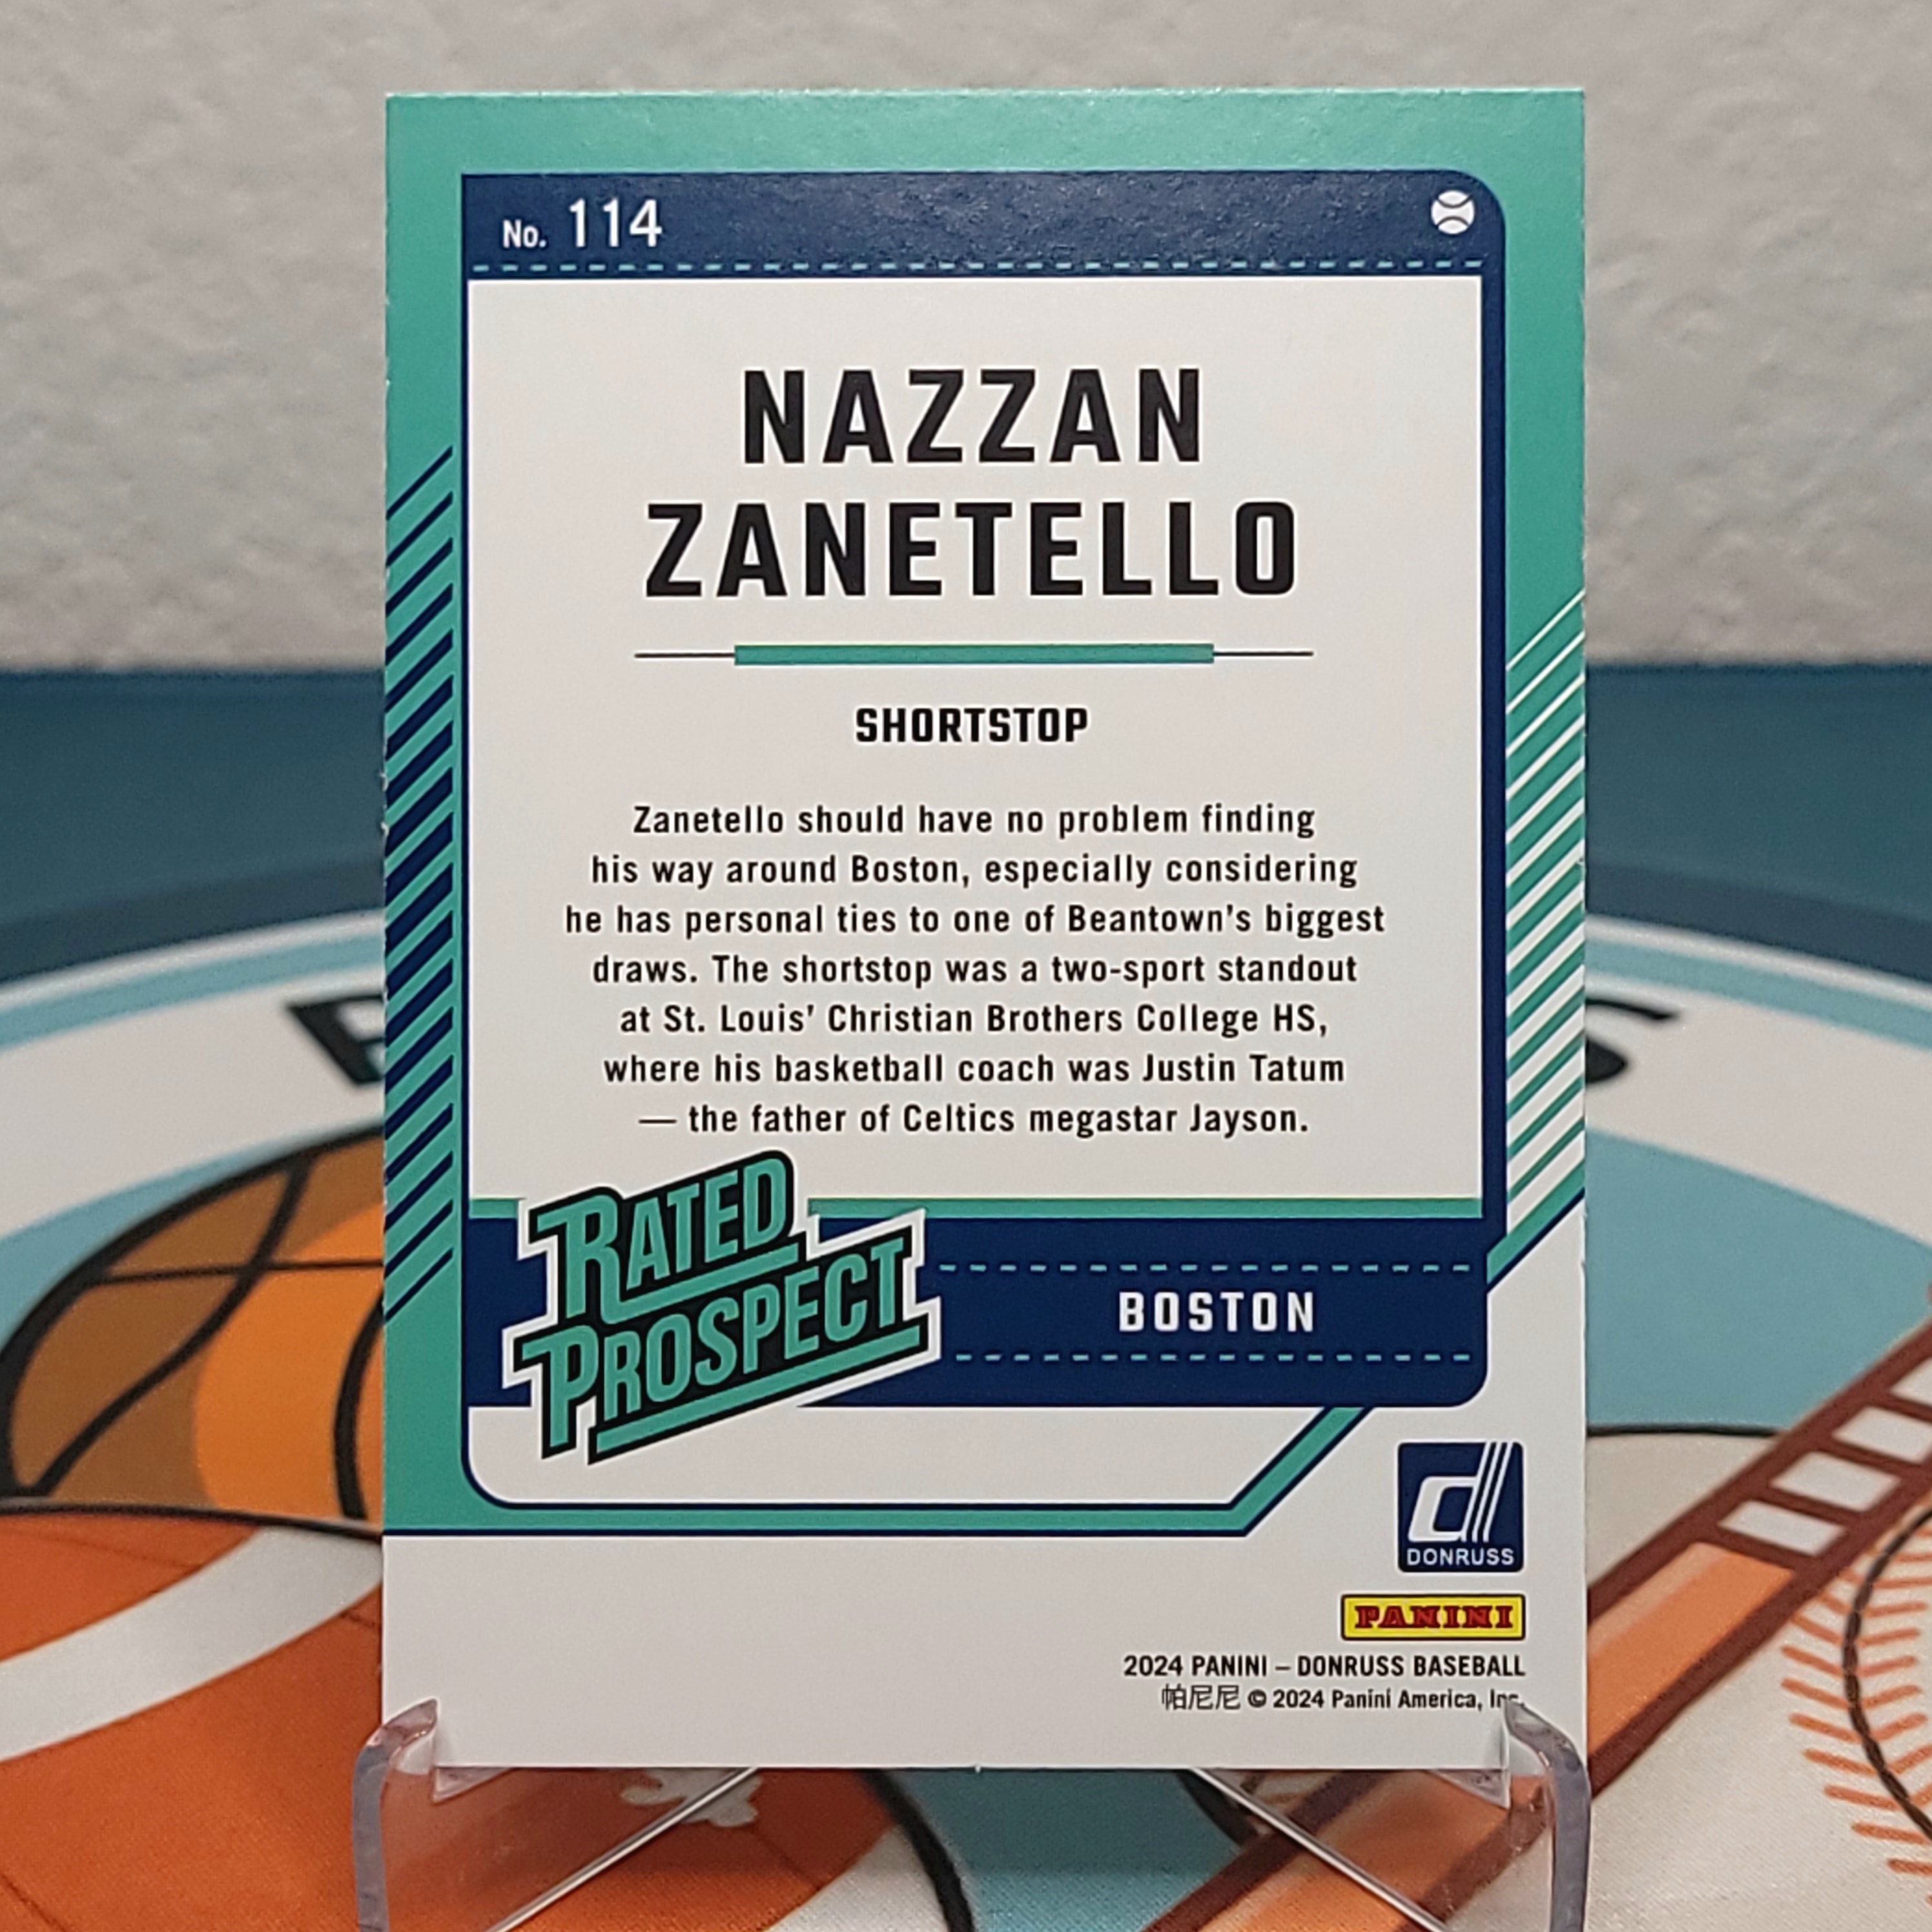 No. 114
NAZZAN
ZANETELLO
SHORTSTOP
Zanetello should have no problem finding
his way around Boston, especially considering
he has personal ties to one of Beantown's biggest
draws. The shortstop was a two-sport standout
at St. Louis' Christian Brothers College HS,
where his basketball coach was Justin Tatum
— the father of Celtics megastar Jayson.
RATED
PROSPECT
BOSTON
d
DONRUSS
PANINI
2024 PANINI – DONRUSS BASEBALL
帕尼尼 © 2024 Panini America, Inc.